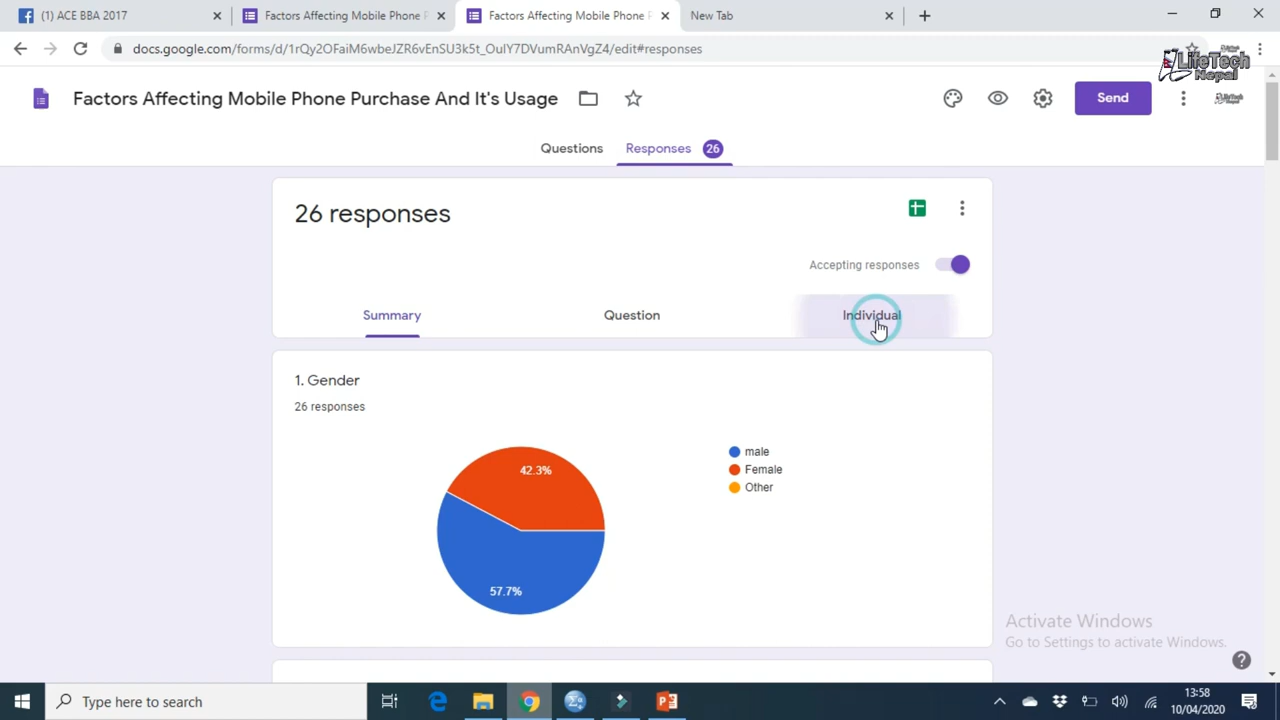 (1) ACE BBA 2017
Factors Affecting Mobile Phone P
Factors Affecting Mobile Phone P
New Tab
docs.google.com/forms/d/1rQy2OFaiM6wbeJZR6vEnSU3k5t_OulY7DVumRAnVgZ4/edit#responses
LifeTech
Nepal
Factors Affecting Mobile Phone Purchase And It's Usage
Send
Questions
Responses 26
26 responses
Accepting responses
Summary
Question
Individual
1. Gender
26 responses
42.3%
57.7%
male
Female
Other
Activate Windows
Go to Settings to activate Windows.
Type here to search
13:58
10/04/2020